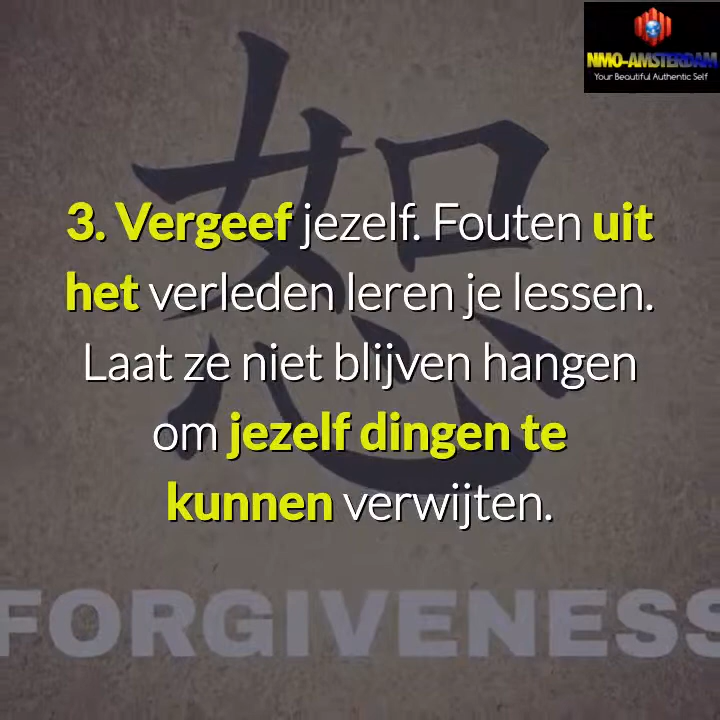 NMO-AMSTERDAM
Your Beautiful Authentic Self
恕
3. Vergeef jezelf. Fouten uit
het verleden leren je lessen.
Laat ze niet blijven hangen
om jezelf dingen te
kunnen verwijten.
FORGIVENESS